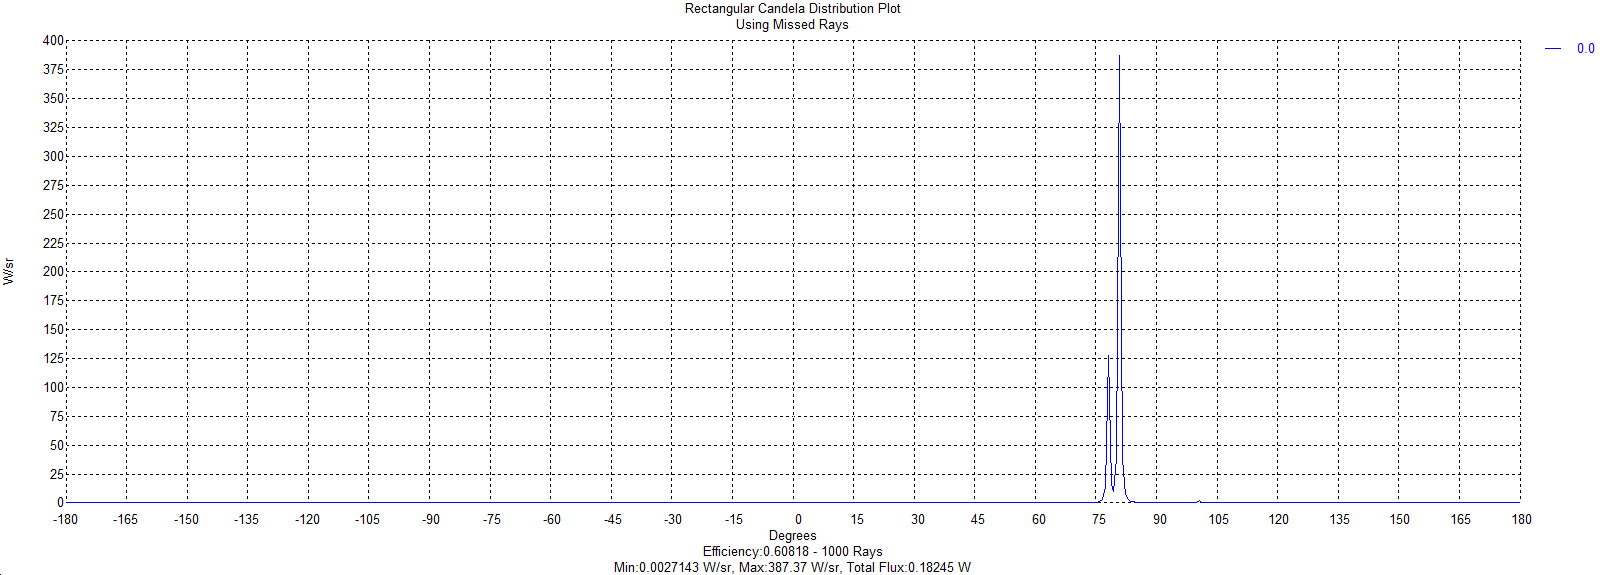 Rectangular Candela Distribution Plot
Using Missed Rays
400
375
350
325
300
275
250
225
200
175
150
125
100
75
50
25
0
W/sr
-180 -165 -150 -135 -120 -105 -90 -75 -60 -45 -30 -15 0 15 30 45 60 75 90 105 120 135 150 165 180
Degrees
Efficiency:0.60818 - 1000 Rays
Min:0.0027143 W/sr, Max:387.37 W/sr, Total Flux:0.18245 W
0.0